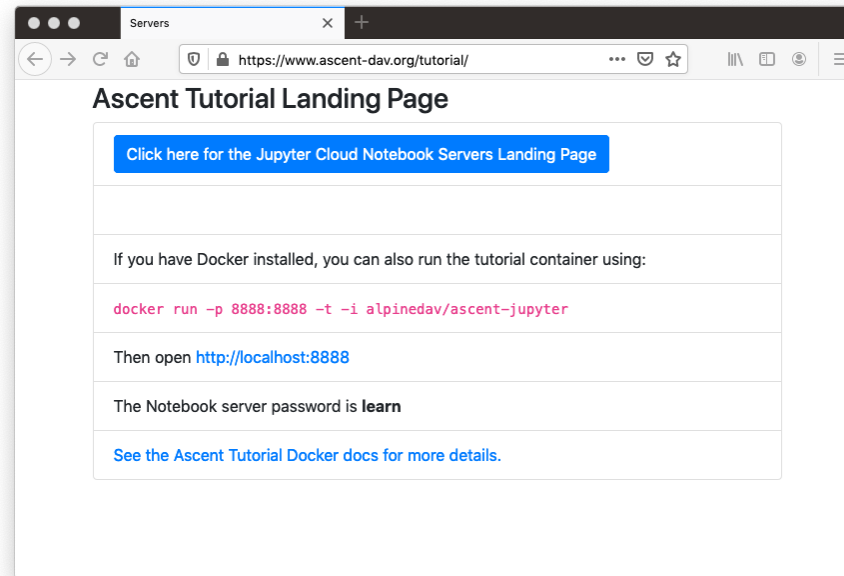 Servers
https://www.ascent-dav.org/tutorial/
Ascent Tutorial Landing Page
Click here for the Jupyter Cloud Notebook Servers Landing Page
If you have Docker installed, you can also run the tutorial container using:
docker run -p 8888:8888 -t -i alpinedav/ascent-jupyter
Then open http://localhost:8888
The Notebook server password is learn
See the Ascent Tutorial Docker docs for more details.